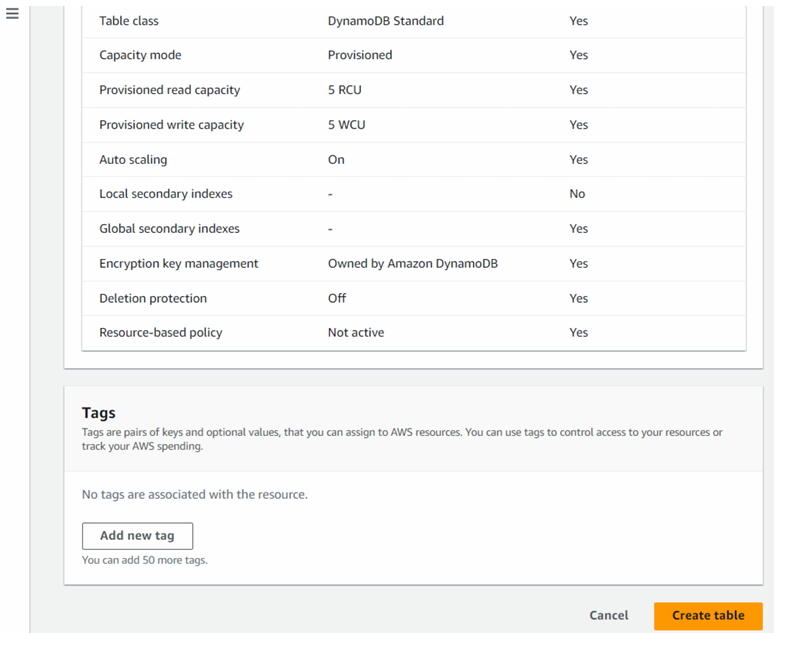 Table class DynamoDB Standard Yes
Capacity mode Provisioned Yes
Provisioned read capacity 5 RCU Yes
Provisioned write capacity 5 WCU Yes
Auto scaling On Yes
Local secondary indexes - No
Global secondary indexes - Yes
Encryption key management Owned by Amazon DynamoDB Yes
Deletion protection Off Yes
Resource-based policy Not active Yes
Tags
Tags are pairs of keys and optional values, that you can assign to AWS resources. You can use tags to control access to your resources or
track your AWS spending.
No tags are associated with the resource.
Add new tag
You can add 50 more tags.
Cancel Create table